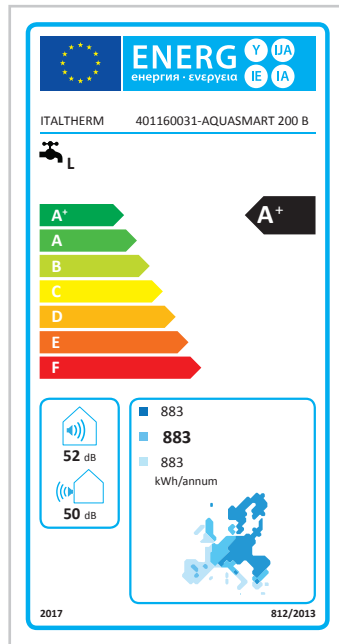 ENERG Y IJA
енергия · ενεργεια IE IA
ITALTHERM 401160031-AQUASMART 200 B
L
A+ A+
A
B
C
D
E
F
883
883
883
kWh/annum
52 dB
50 dB
2017 812/2013